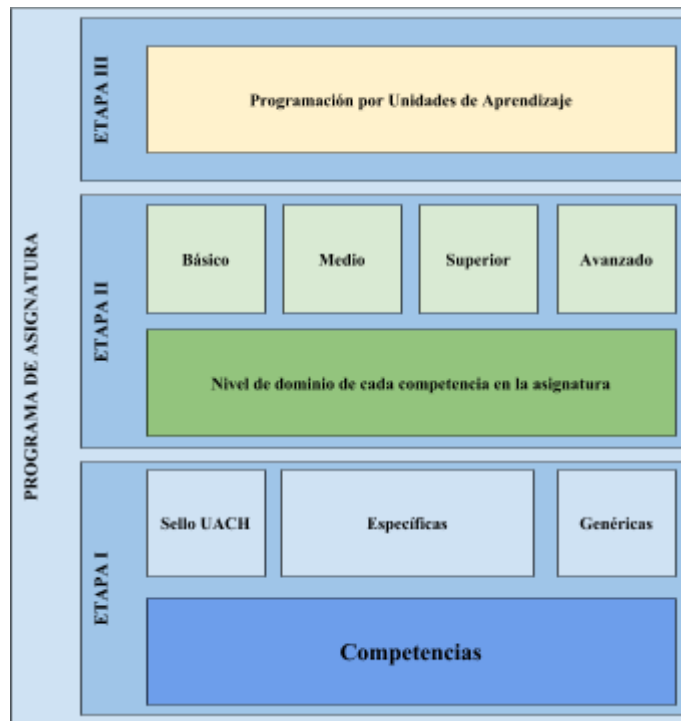 PROGRAMA DE ASIGNATURA
ETAPA III
Programación por Unidades de Aprendizaje
ETAPA II
Básico
Medio
Superior
Avanzado
Nivel de dominio de cada competencia en la asignatura
ETAPA I
Sello UACH
Específicas
Genéricas
Competencias